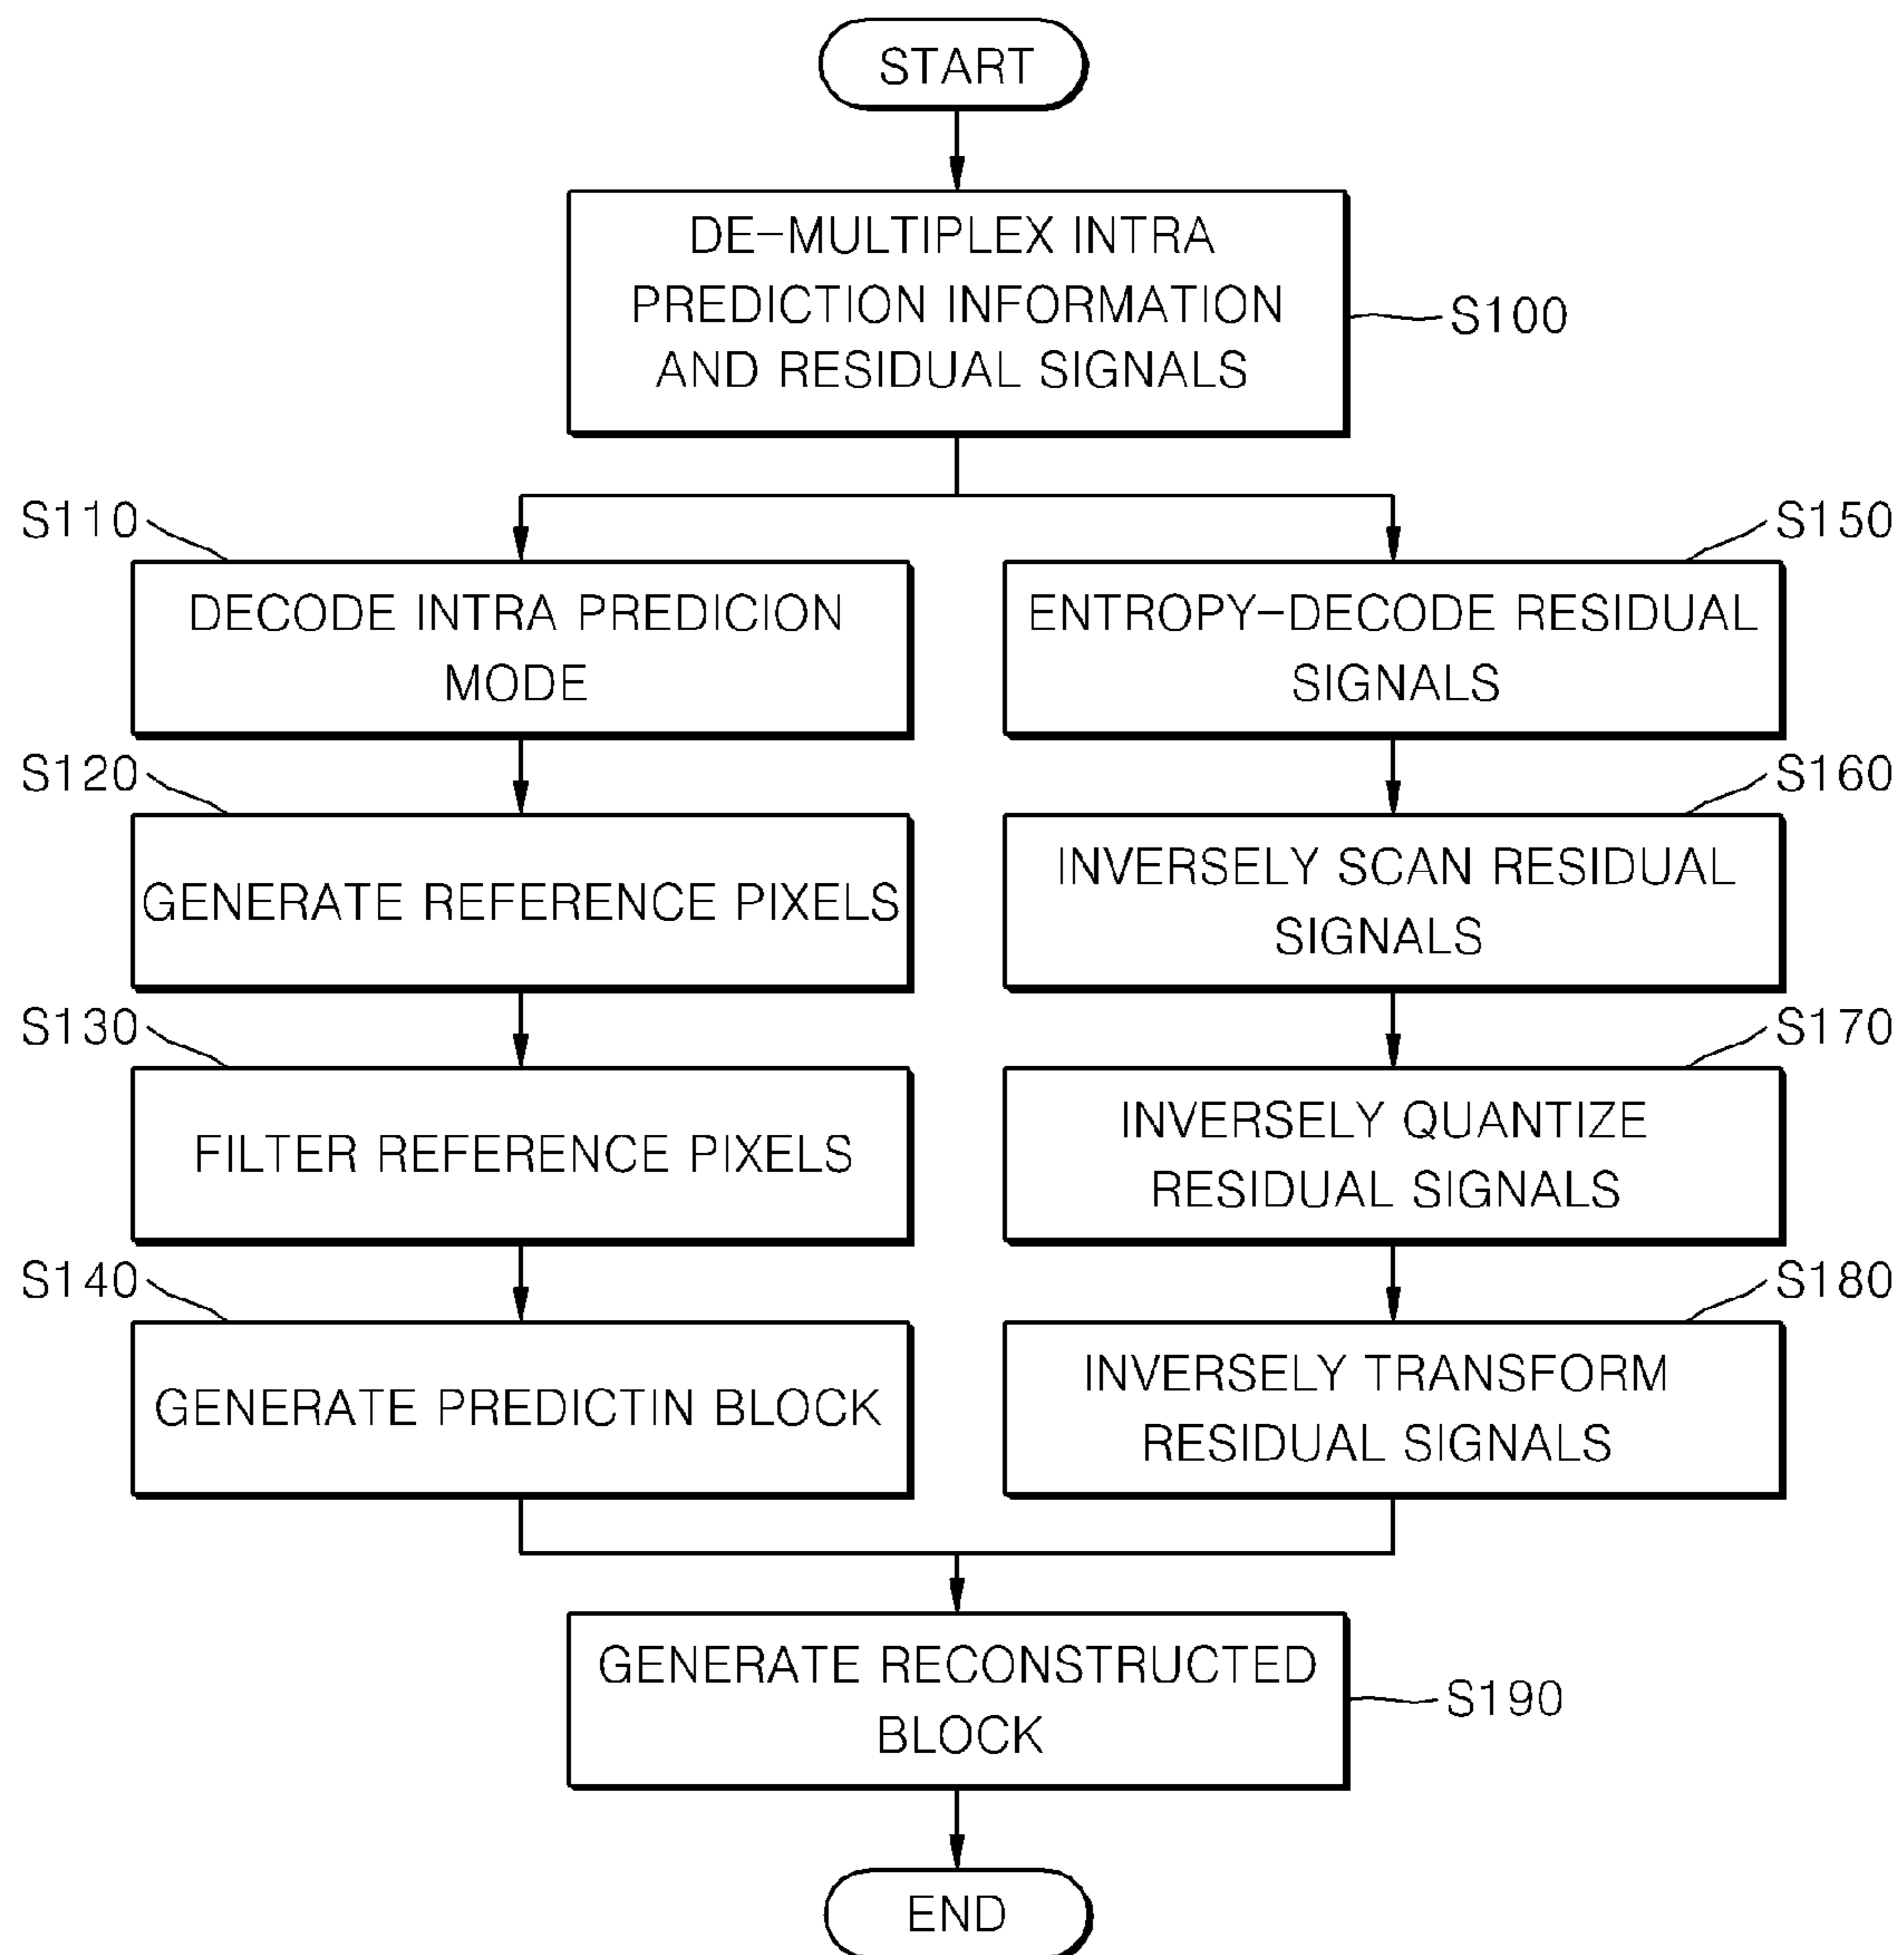 START
DE-MULTIPLEX INTRA
PREDICTION INFORMATION
AND RESIDUAL SIGNALS
S100
S110
DECODE INTRA PREDICION
MODE
S120
GENERATE REFERENCE PIXELS
S130
FILTER REFERENCE PIXELS
S140
GENERATE PREDICTIN BLOCK
S150
ENTROPY-DECODE RESIDUAL
SIGNALS
S160
INVERSELY SCAN RESIDUAL
SIGNALS
S170
INVERSELY QUANTIZE
RESIDUAL SIGNALS
S180
INVERSELY TRANSFORM
RESIDUAL SIGNALS
GENERATE RECONSTRUCTED
BLOCK
S190
END